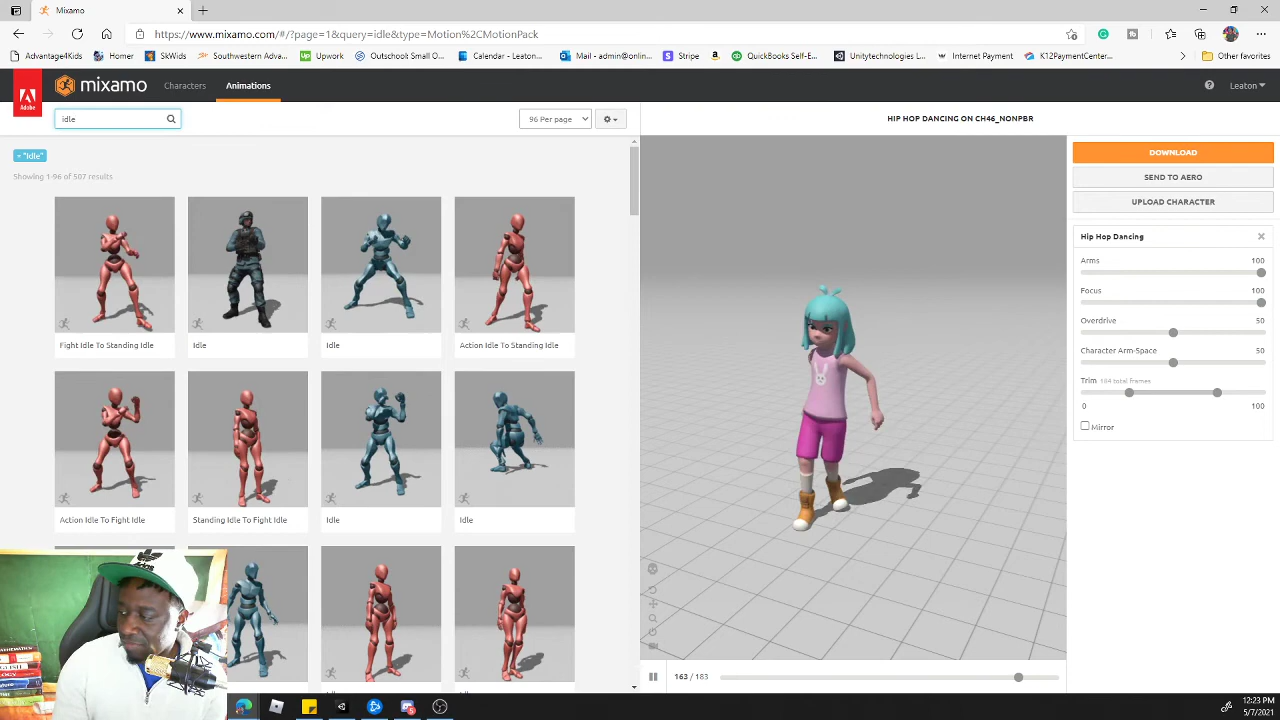 Mixamo
https://www.mixamo.com/#/?page=1&query=idle&type=Motion%2CMotionPack
Advantage4Kids
Homer
SkWids
Southwestern Adva...
Upwork
Outschool Small O...
Calendar - Leaton...
Mail - admin@onlin...
Stripe
QuickBooks Self-E...
Unitytechnologies L...
Internet Payment
K12PaymentCenter...
Other favorites
Adobe
mixamo
Characters
Animations
Leaton
idle
96 Per page
HIP HOP DANCING ON CH46_NONPBR
+ "Idle"
Showing 1-96 of 507 results
Fight Idle To Standing Idle
Idle
Idle
Action Idle To Standing Idle
Action Idle To Fight Idle
Standing Idle To Fight Idle
Idle
Idle
DOWNLOAD
SEND TO AERO
UPLOAD CHARACTER
Hip Hop Dancing
Arms 100
Focus 100
Overdrive 50
Character Arm-Space 50
Trim 184 total frames
0 100
Mirror
163 / 183
12:23 PM
5/7/2021